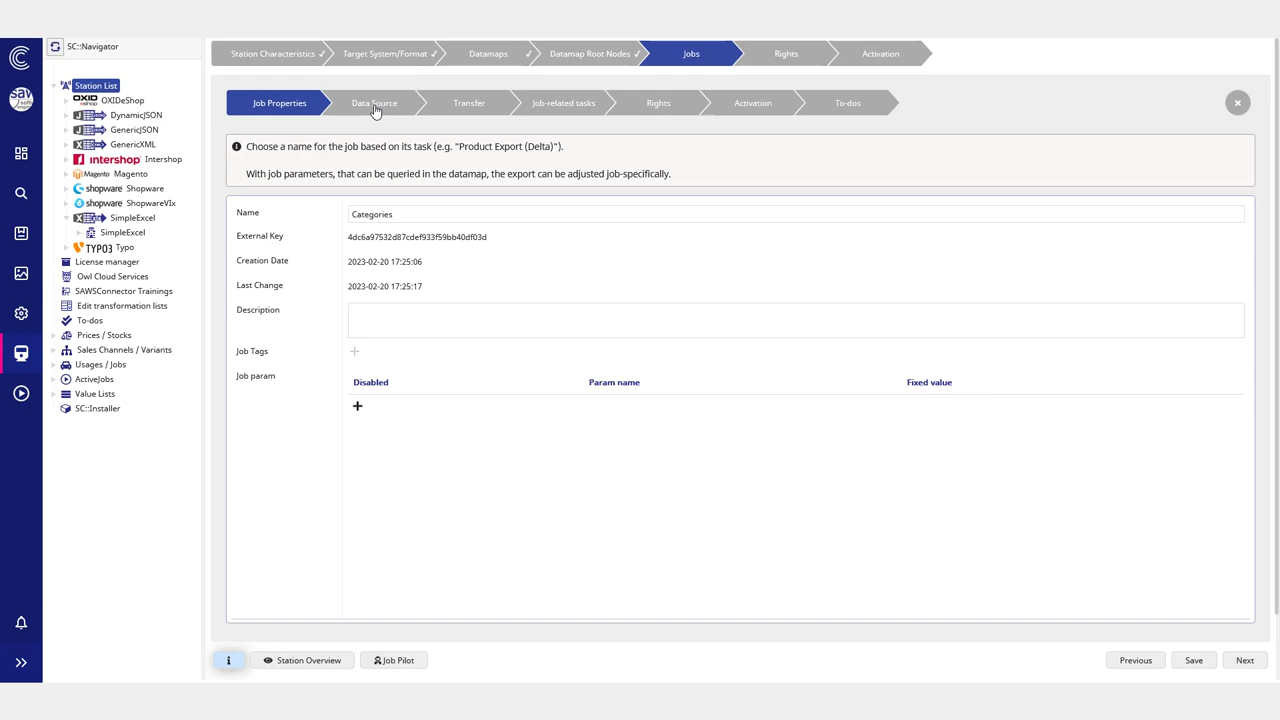 SC::Navigator
Station List
OXIDeShop
DynamicJSON
GenericJSON
GenericXML
intershop Intershop
Magento Magento
shopware Shopware
shopware ShopwareVIx
SimpleExcel
SimpleExcel
TYPO3 Typo
License manager
Owl Cloud Services
SAWSConnector Trainings
Edit transformation lists
To-dos
Prices / Stocks
Sales Channels / Variants
Usages / Jobs
ActiveJobs
Value Lists
SC::Installer
Station Characteristics ✓ Target System/Format ✓ Datamaps ✓ Datamap Root Nodes ✓ Jobs Rights Activation
Job Properties Data Source Transfer Job-related tasks Rights Activation To-dos
Choose a name for the job based on its task (e.g. "Product Export (Delta)").
With job parameters, that can be queried in the datamap, the export can be adjusted job-specifically.
Name Categories
External Key 4dc6a97532d87cdef933f59bb40df03d
Creation Date 2023-02-20 17:25:06
Last Change 2023-02-20 17:25:17
Description
Job Tags
Job param Disabled Param name Fixed value
Station Overview Job Pilot Previous Save Next